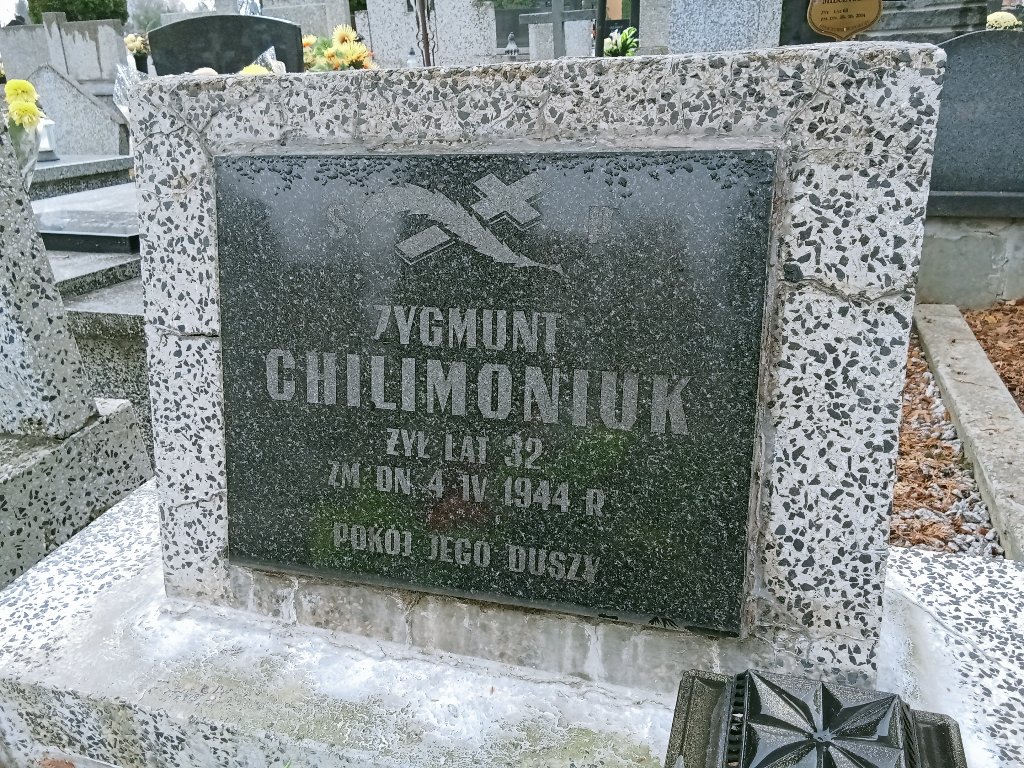 Ś P
ZYGMUNT
CHILIMONIUK
ŻYŁ LAT 32
ZM DN 4 IV 1944 R
POKÓJ JEGO DUSZY